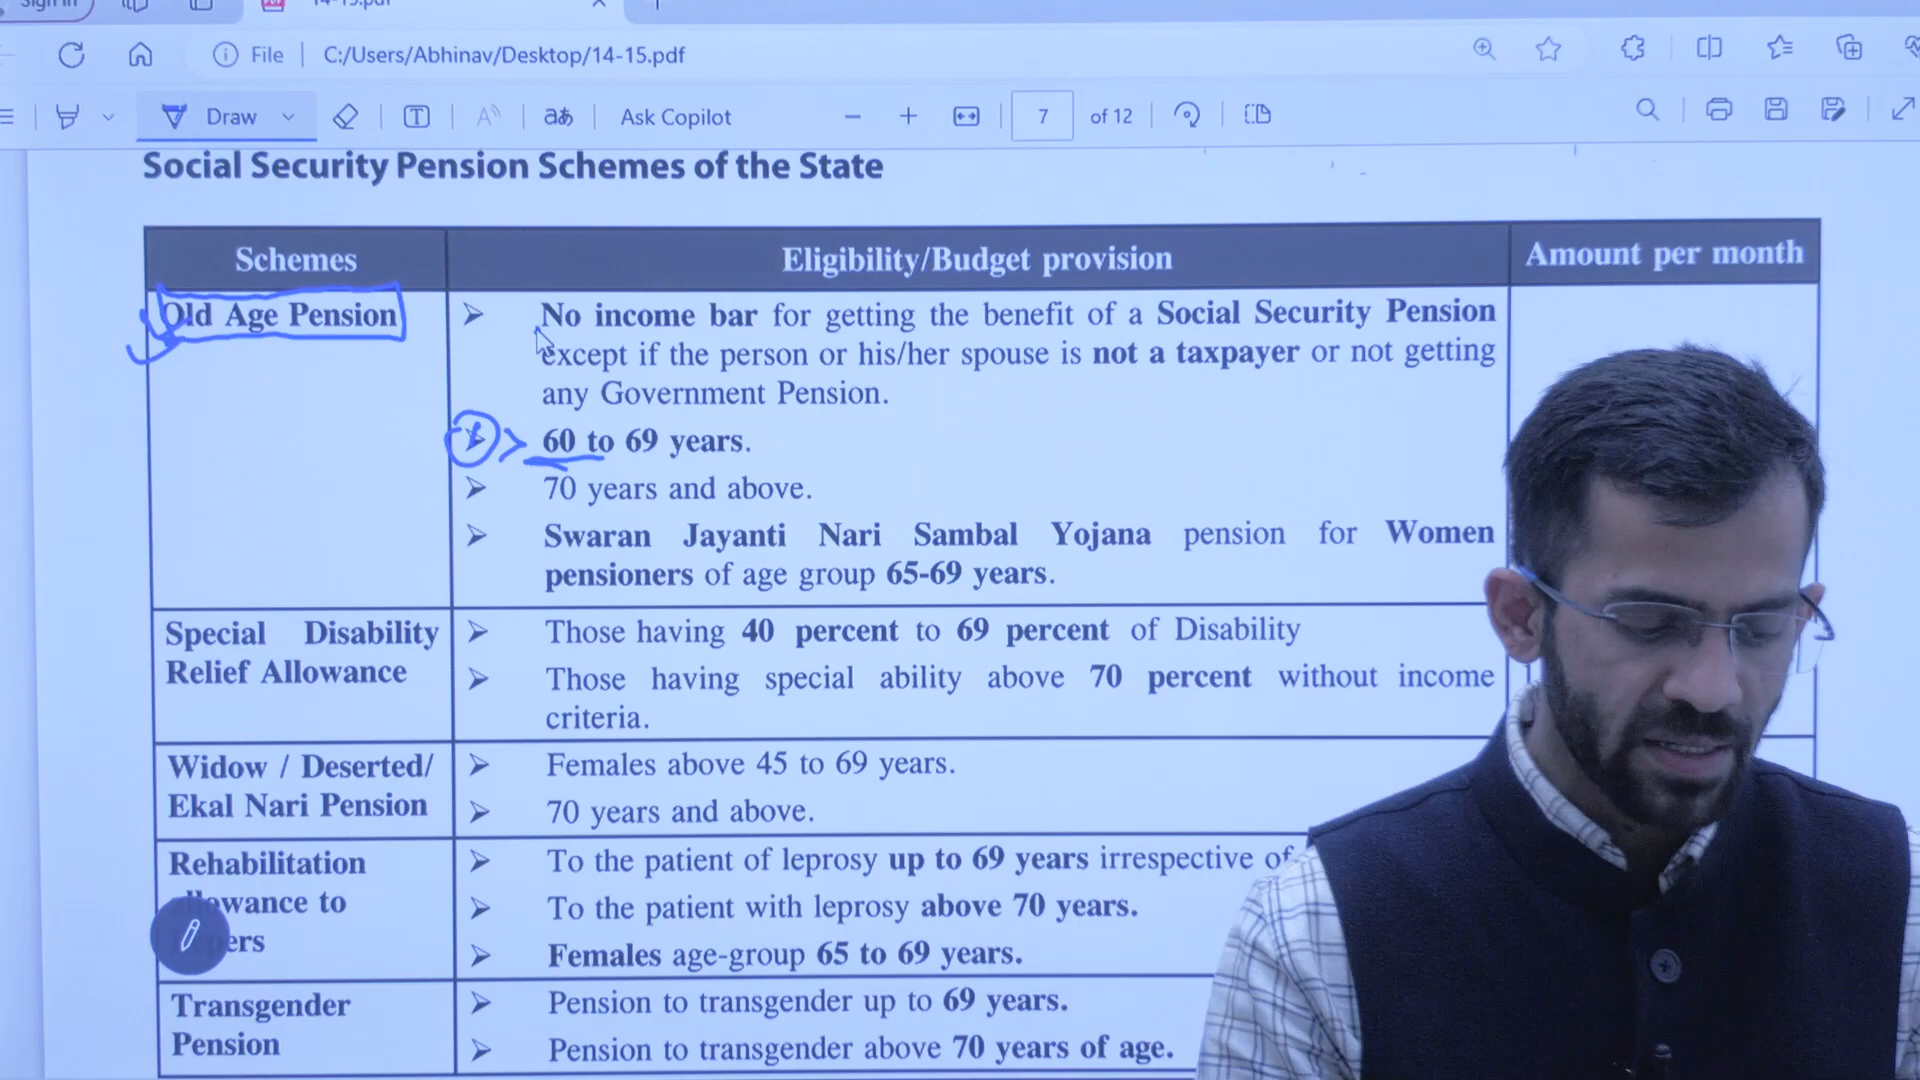 Sign in
14-15.pdf
File
C:/Users/Abhinav/Desktop/14-15.pdf
Draw
Ask Copilot
7
of 12
Social Security Pension Schemes of the State
Schemes
Eligibility/Budget provision
Amount per month
Old Age Pension
No income bar for getting the benefit of a Social Security Pension
except if the person or his/her spouse is not a taxpayer or not getting
any Government Pension.
60 to 69 years.
70 years and above.
Swaran Jayanti Nari Sambal Yojana pension for Women
pensioners of age group 65-69 years.
Special Disability
Relief Allowance
Those having 40 percent to 69 percent of Disability
Those having special ability above 70 percent without income
criteria.
Widow / Deserted/
Ekal Nari Pension
Females above 45 to 69 years.
70 years and above.
Rehabilitation
allowance to
To the patient of leprosy up to 69 years irrespective of
To the patient with leprosy above 70 years.
Females age-group 65 to 69 years.
Transgender
Pension
Pension to transgender up to 69 years.
Pension to transgender above 70 years of age.